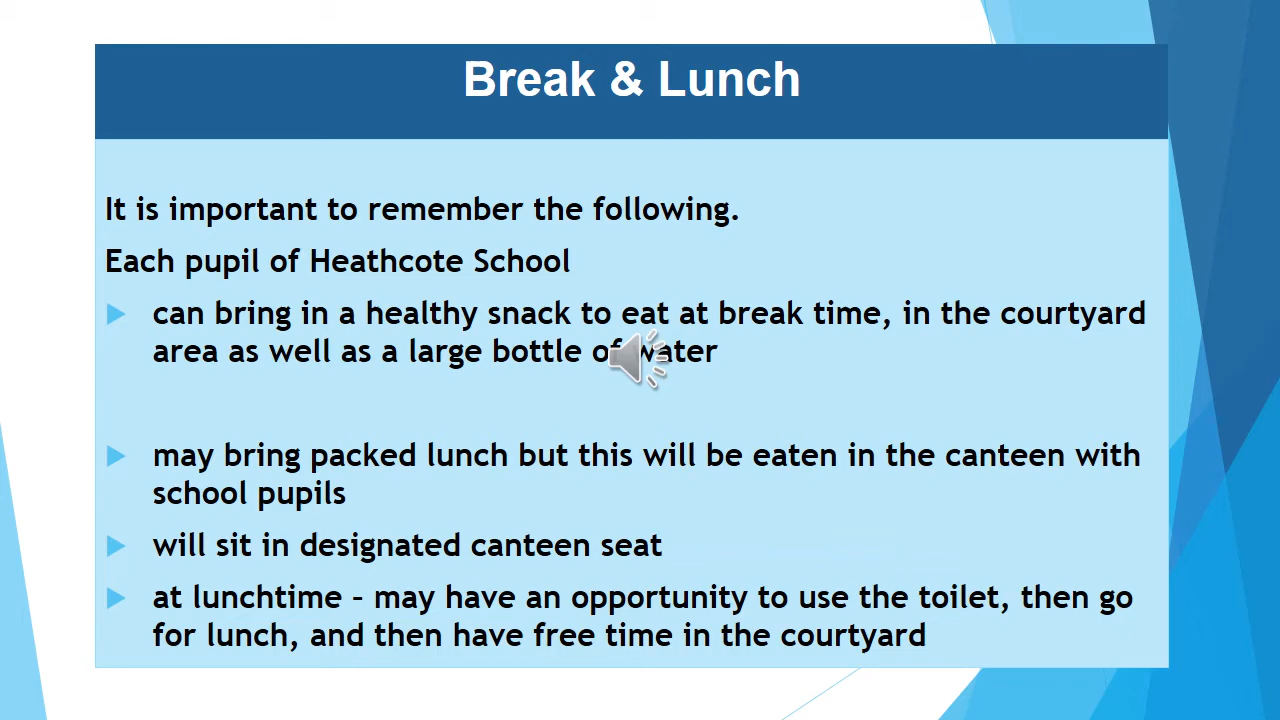 Break & Lunch
It is important to remember the following.
Each pupil of Heathcote School
can bring in a healthy snack to eat at break time, in the courtyard
area as well as a large bottle of water
may bring packed lunch but this will be eaten in the canteen with
school pupils
will sit in designated canteen seat
at lunchtime – may have an opportunity to use the toilet, then go
for lunch, and then have free time in the courtyard